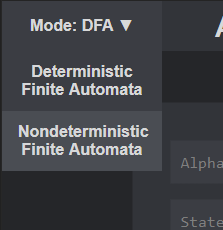 Mode: DFA ▼
Deterministic
Finite Automata
Nondeterministic
Finite Automata
Alpha
State